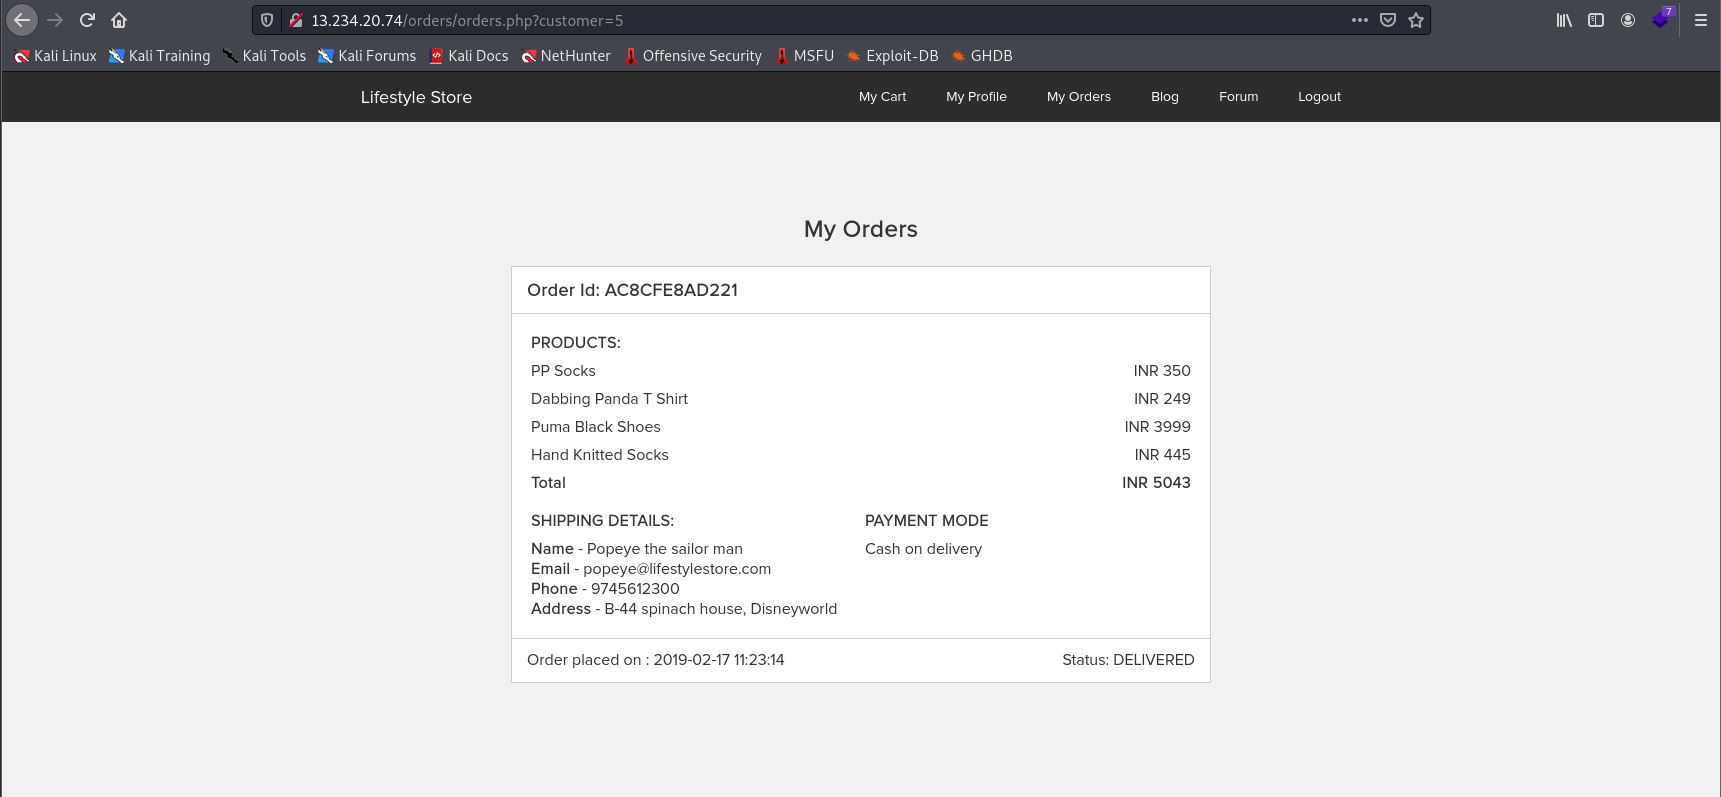 13.234.20.74/orders/orders.php?customer=5
7
Kali Linux Kali Training Kali Tools Kali Forums Kali Docs NetHunter Offensive Security MSFU Exploit-DB GHDB
Lifestyle Store My Cart My Profile My Orders Blog Forum Logout
My Orders
Order Id: AC8CFE8AD221
PRODUCTS:
PP Socks INR 350
Dabbing Panda T Shirt INR 249
Puma Black Shoes INR 3999
Hand Knitted Socks INR 445
Total INR 5043
SHIPPING DETAILS: PAYMENT MODE
Name - Popeye the sailor man Cash on delivery
Email - popeye@lifestylestore.com
Phone - 9745612300
Address - B-44 spinach house, Disneyworld
Order placed on : 2019-02-17 11:23:14 Status: DELIVERED